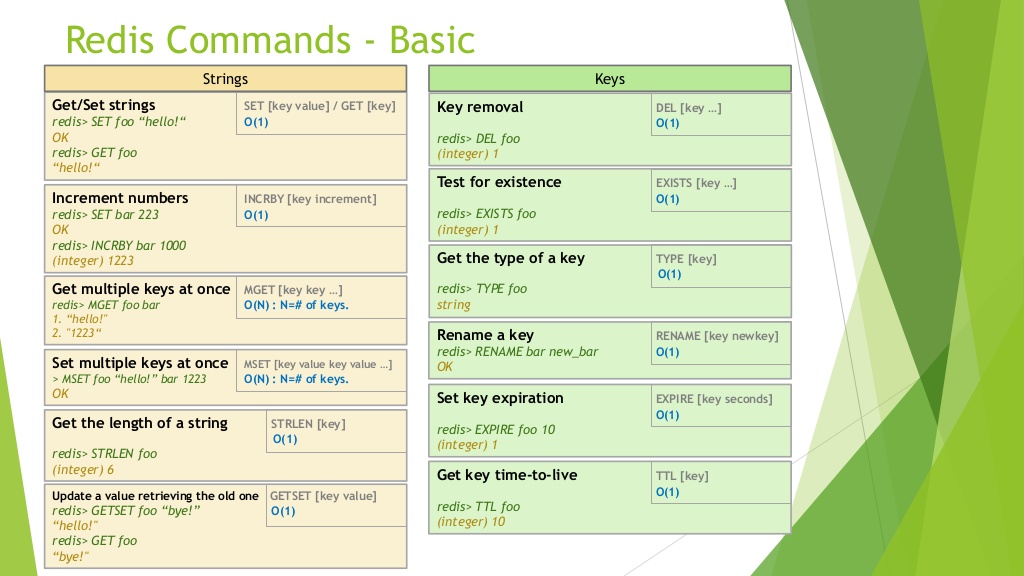 Redis Commands - Basic
Strings
Get/Set strings
SET [key value] / GET [key]
O(1)
redis> SET foo “hello!“
OK
redis> GET foo
“hello!“
Increment numbers
INCRBY [key increment]
O(1)
redis> SET bar 223
OK
redis> INCRBY bar 1000
(integer) 1223
Get multiple keys at once
MGET [key key …]
O(N) : N=# of keys.
redis> MGET foo bar
1. “hello!"
2. "1223“
Set multiple keys at once
MSET [key value key value …]
O(N) : N=# of keys.
> MSET foo “hello!” bar 1223
OK
Get the length of a string
STRLEN [key]
O(1)
redis> STRLEN foo
(integer) 6
Update a value retrieving the old one
GETSET [key value]
O(1)
redis> GETSET foo “bye!”
“hello!"
redis> GET foo
“bye!"
Keys
Key removal
DEL [key …]
O(1)
redis> DEL foo
(integer) 1
Test for existence
EXISTS [key …]
O(1)
redis> EXISTS foo
(integer) 1
Get the type of a key
TYPE [key]
O(1)
redis> TYPE foo
string
Rename a key
RENAME [key newkey]
O(1)
redis> RENAME bar new_bar
OK
Set key expiration
EXPIRE [key seconds]
O(1)
redis> EXPIRE foo 10
(integer) 1
Get key time-to-live
TTL [key]
O(1)
redis> TTL foo
(integer) 10